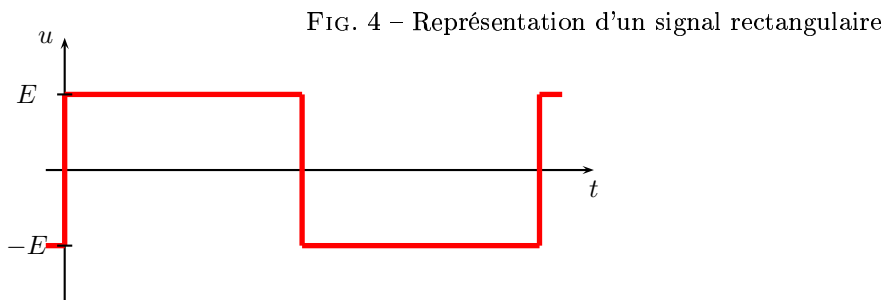 FIG. 4 – Représentation d'un signal rectangulaire
u
E
t
−E